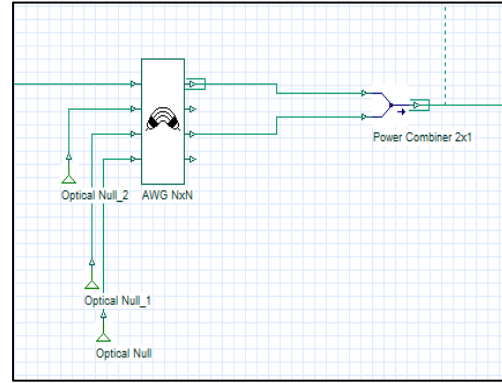 Power Combiner 2x1
Optical Null_2
AWG NxN
Optical Null_1
Optical Null